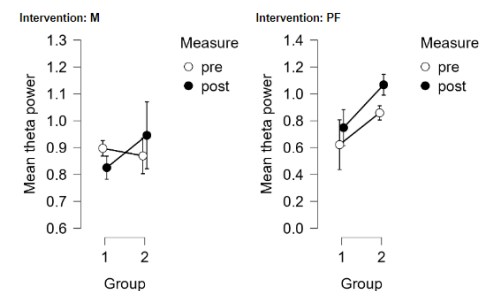 Intervention: M
Measure
pre
post
1.3
1.2
1.1
1.0
0.9
0.8
0.7
0.6
Mean theta power
1
2
Group
Intervention: PF
Measure
pre
post
1.4
1.2
1.0
0.8
0.6
0.4
0.2
0.0
Mean theta power
1
2
Group